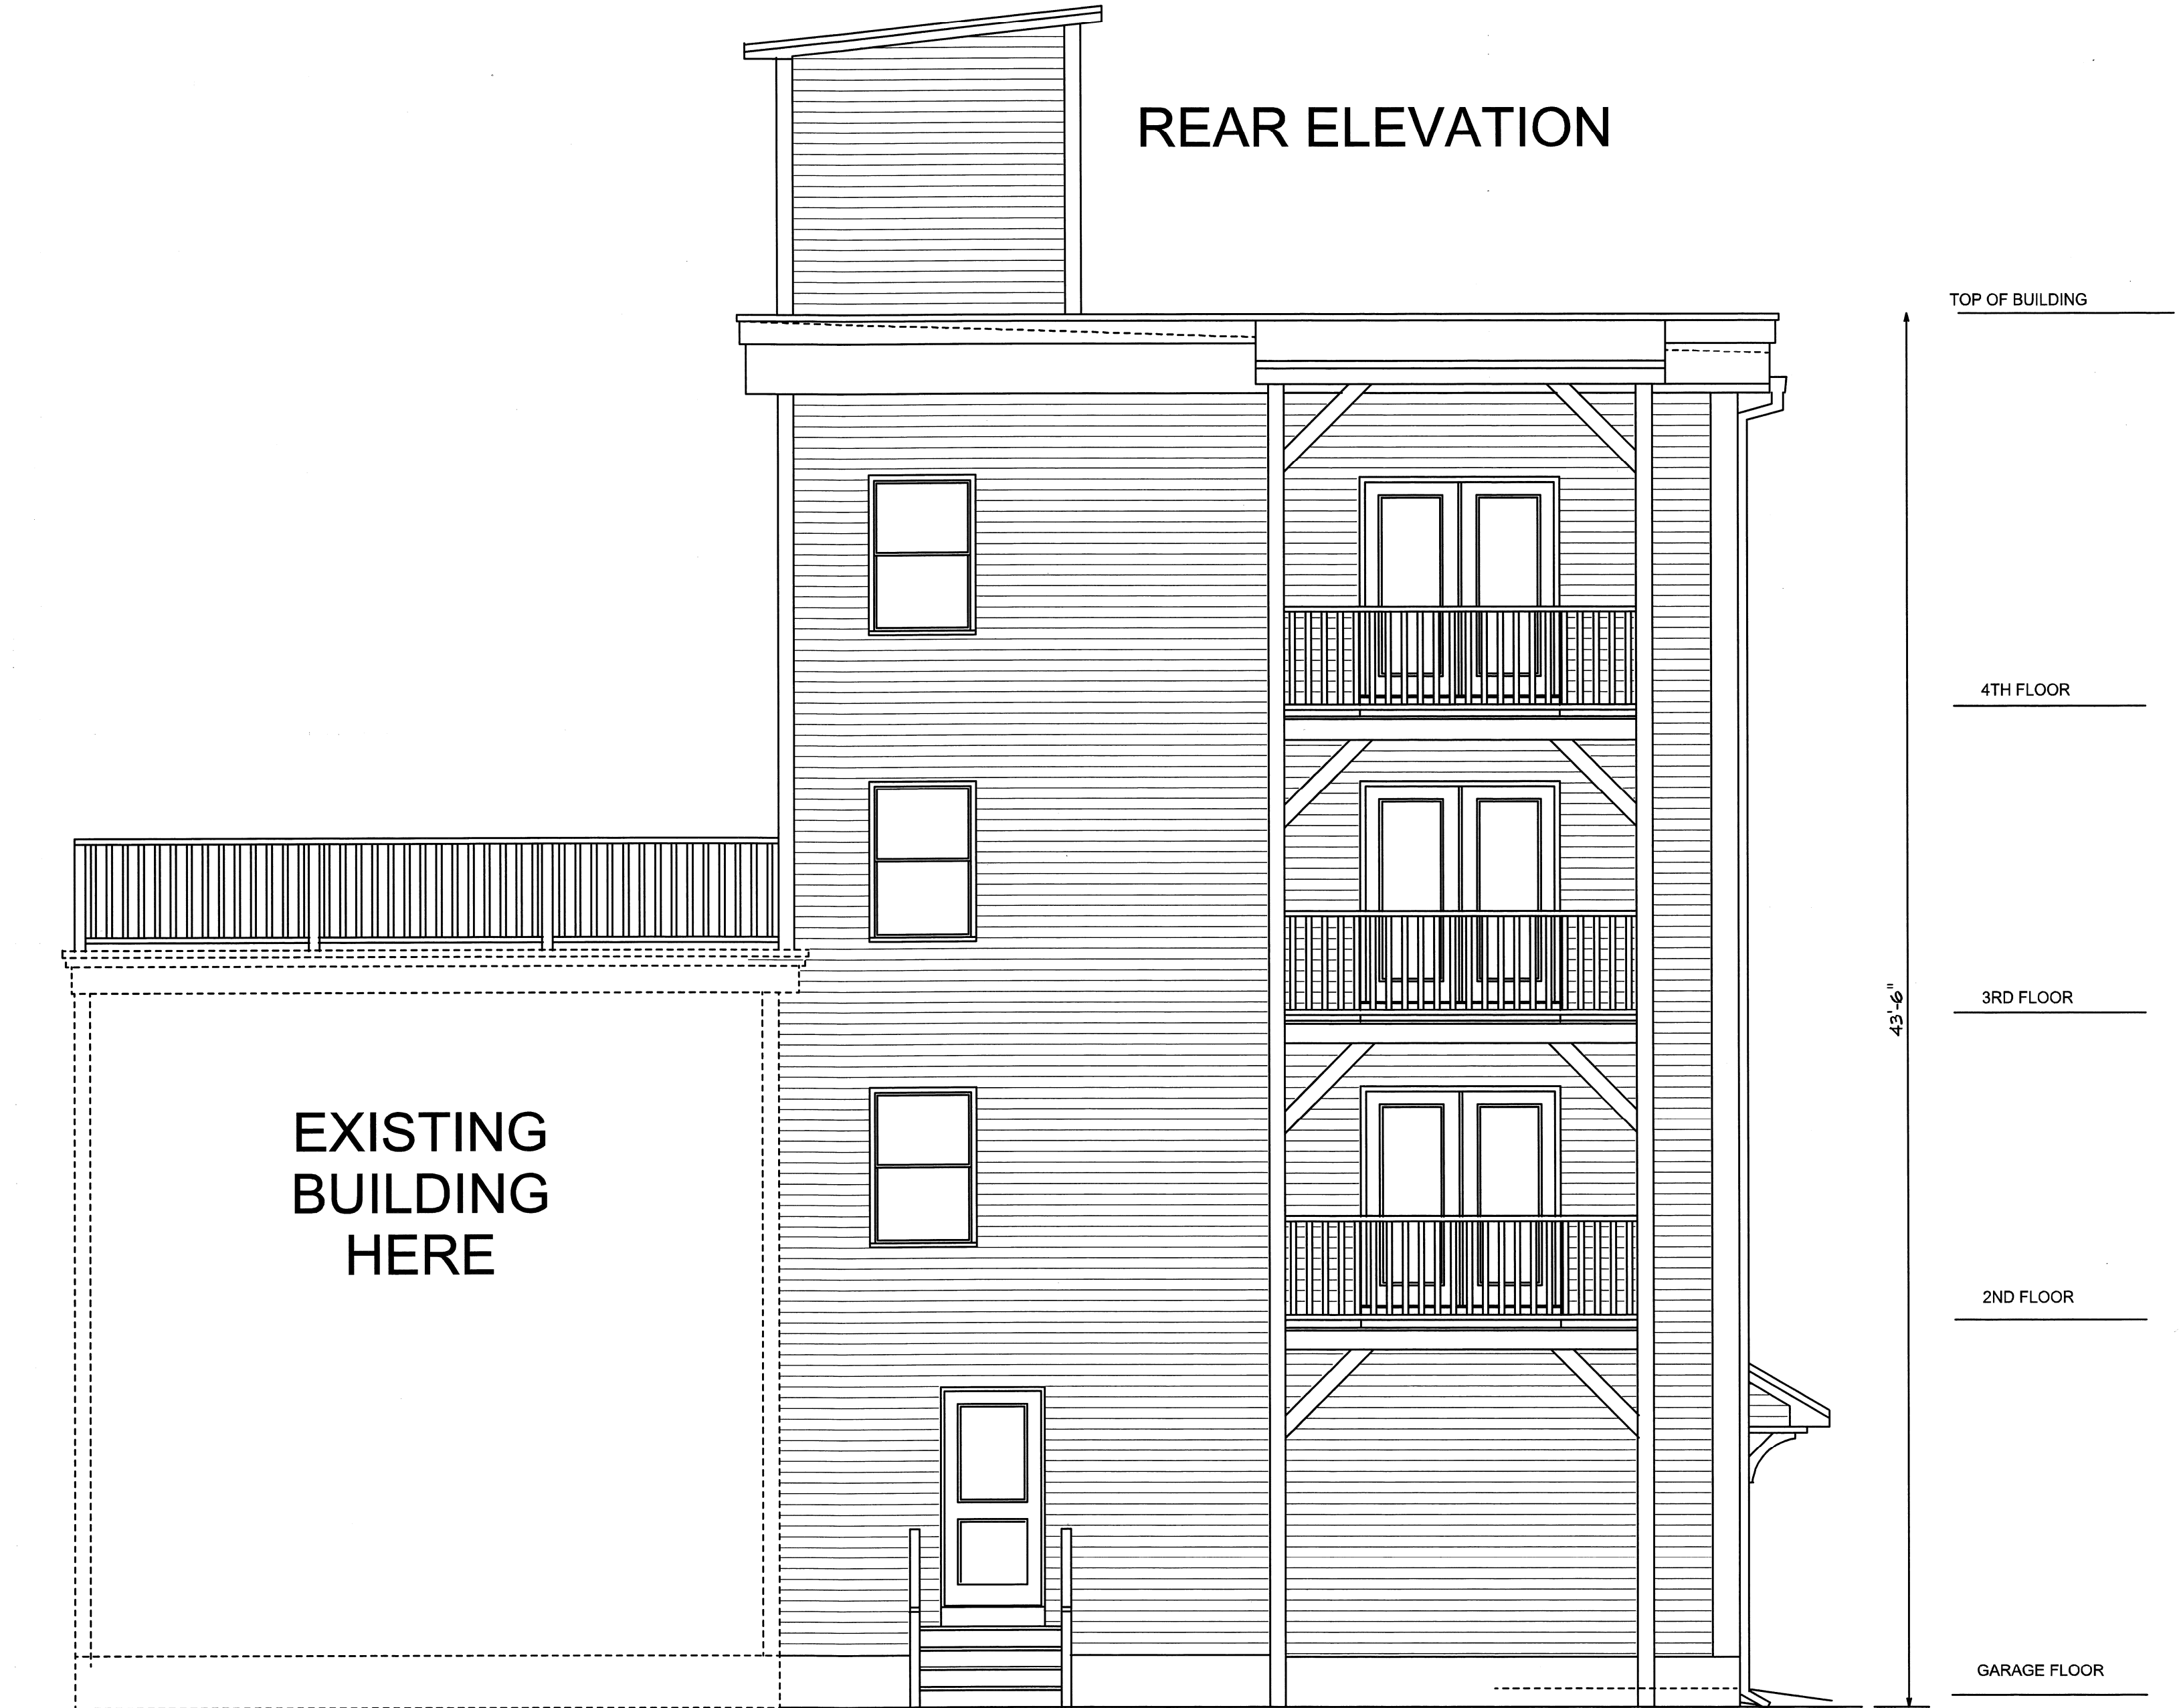 REAR ELEVATION
TOP OF BUILDING
4TH FLOOR
3RD FLOOR
43'-6"
EXISTING
BUILDING
HERE
2ND FLOOR
GARAGE FLOOR